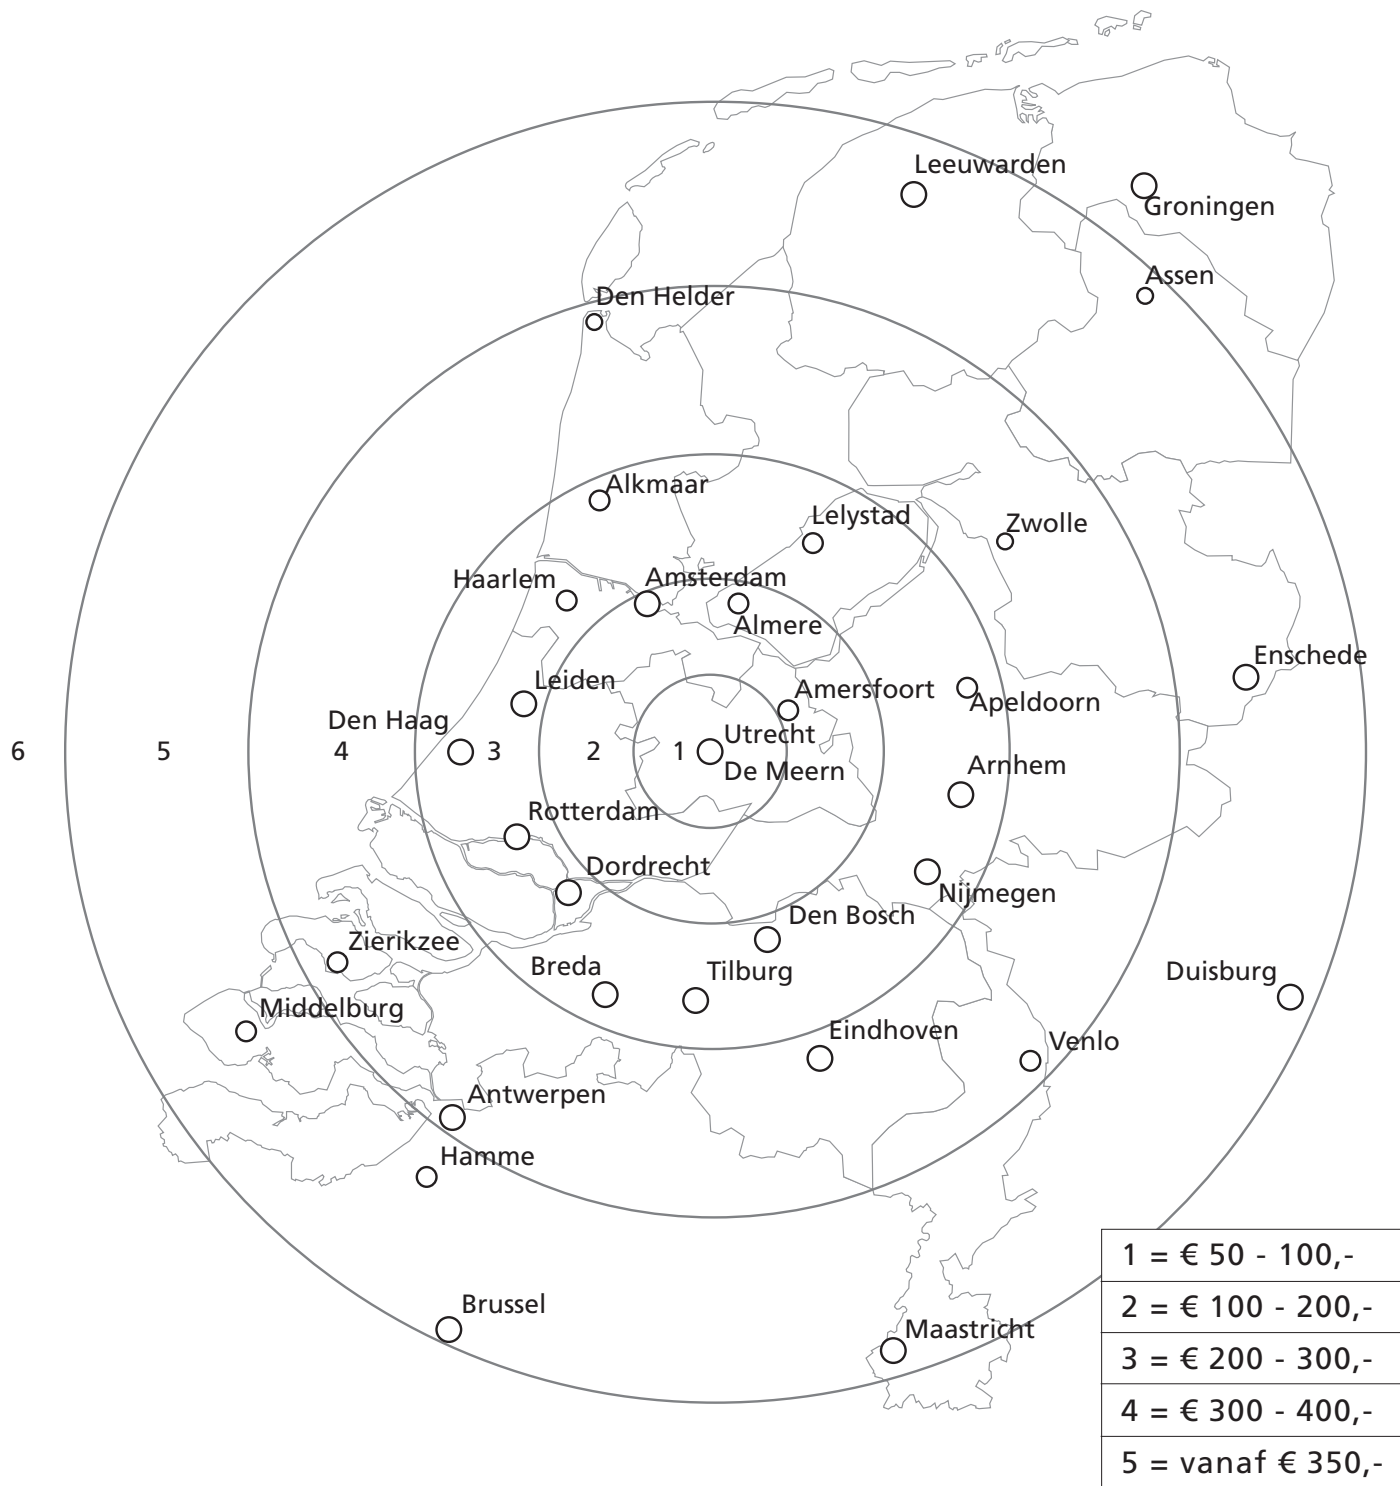 Leeuwarden
Groningen
Assen
Den Helder
Alkmaar
Lelystad
Zwolle
Haarlem
Amsterdam
Almere
Enschede
Leiden
Amersfoort
Apeldoorn
Den Haag
Utrecht
6 5 4 3 2 1
De Meern
Arnhem
Rotterdam
Dordrecht
Nijmegen
Den Bosch
Zierikzee
Breda
Tilburg
Duisburg
Middelburg
Eindhoven
Venlo
Antwerpen
Hamme
Brussel
Maastricht
1 = € 50 - 100,-
2 = € 100 - 200,-
3 = € 200 - 300,-
4 = € 300 - 400,-
5 = vanaf € 350,-